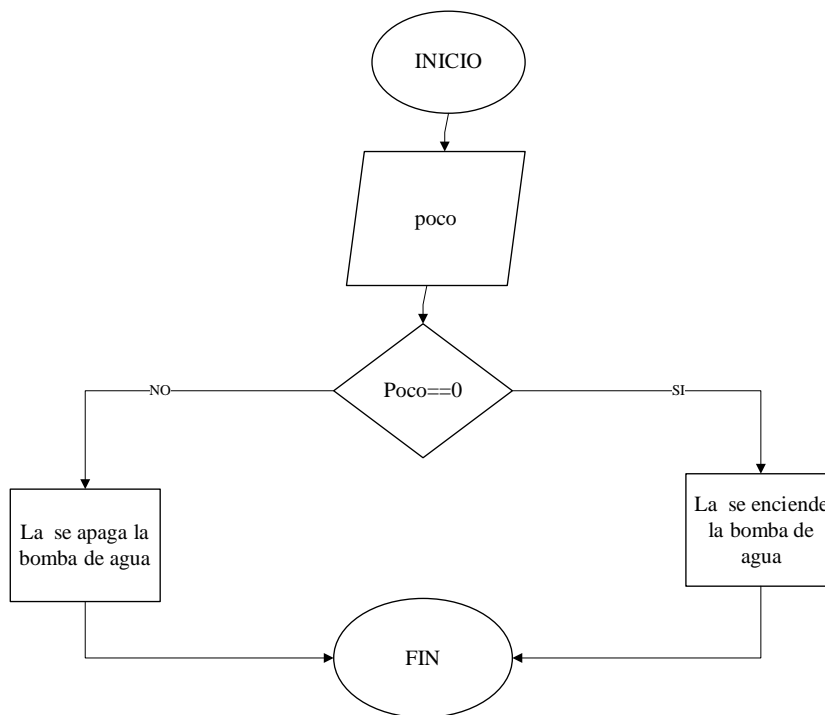 INICIO
poco
Poco==0
NO
SI
La  se apaga la
bomba de agua
La  se enciende
la bomba de
agua
FIN